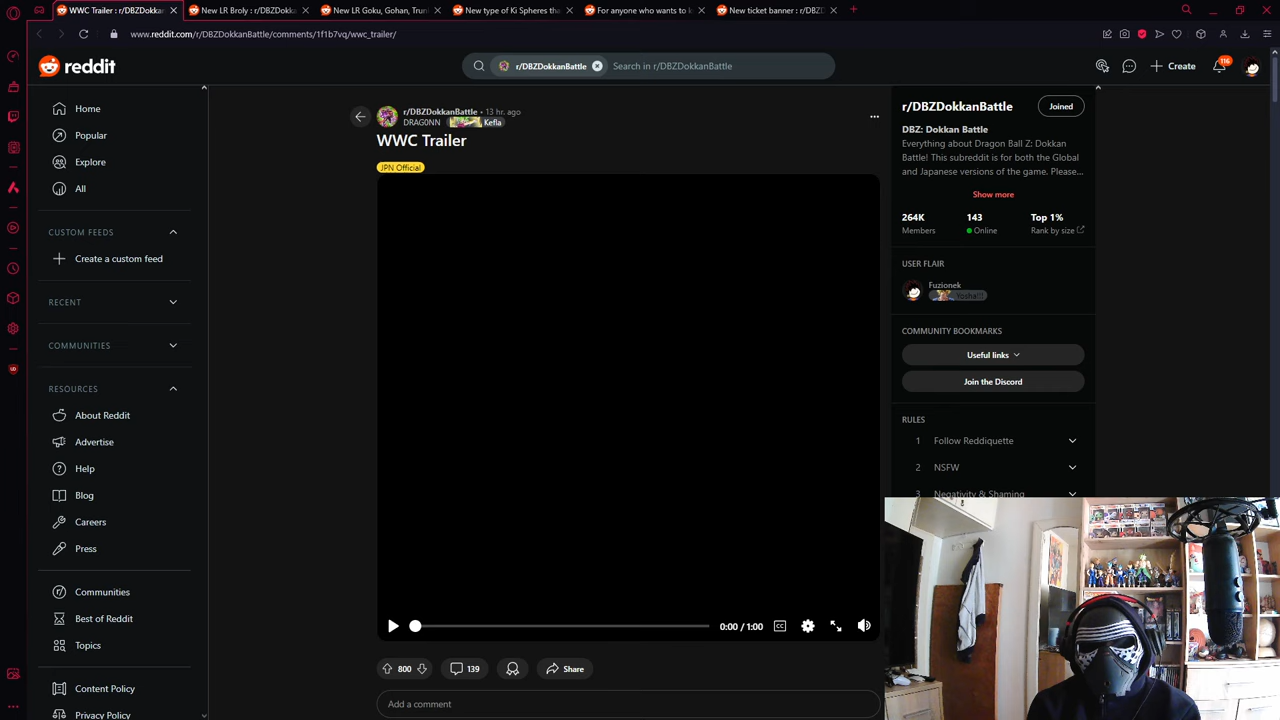 WWC Trailer : r/DBZDokkan
New LR Broly : r/DBZDokka
New LR Goku, Gohan, Trun
New type of Ki Spheres tha
For anyone who wants to k
New ticket banner : r/DBZD
www.reddit.com/r/DBZDokkanBattle/comments/1f1b7vq/wwc_trailer/
reddit
r/DBZDokkanBattle
Search in r/DBZDokkanBattle
Create
116
Home
Popular
Explore
All
CUSTOM FEEDS
Create a custom feed
RECENT
COMMUNITIES
RESOURCES
About Reddit
Advertise
Help
Blog
Careers
Press
Communities
Best of Reddit
Topics
Content Policy
Privacy Policy
r/DBZDokkanBattle • 13 hr. ago
DRAG0NN Kefla
WWC Trailer
JPN Official
0:00 / 1:00
800
139
Share
Add a comment
r/DBZDokkanBattle
Joined
DBZ: Dokkan Battle
Everything about Dragon Ball Z: Dokkan
Battle! This subreddit is for both the Global
and Japanese versions of the game. Please...
Show more
264K
Members
143
Online
Top 1%
Rank by size
USER FLAIR
Fuzionek
COMMUNITY BOOKMARKS
Useful links
Join the Discord
RULES
1 Follow Reddiquette
2 NSFW
3 Negativity & Shaming